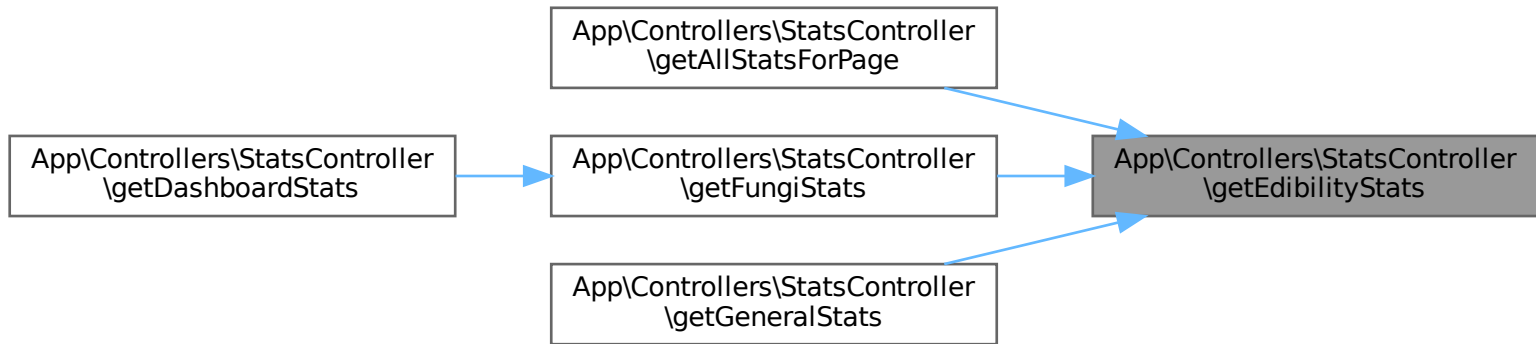 App\Controllers\StatsController
\getAllStatsForPage
App\Controllers\StatsController
\getDashboardStats
App\Controllers\StatsController
\getFungiStats
App\Controllers\StatsController
\getEdibilityStats
App\Controllers\StatsController
\getGeneralStats